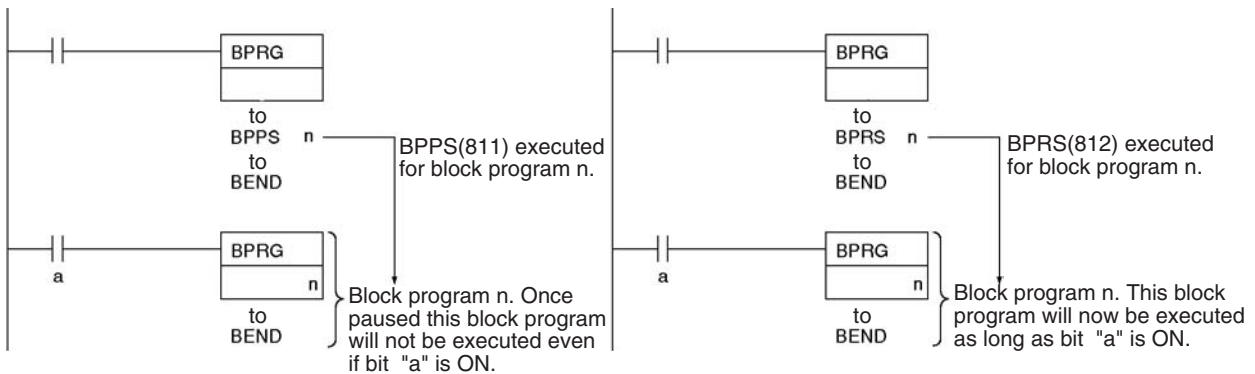 BPRG
to
BPPS n
to
BEND
BPPS(811) executed
for block program n.
a
BPRG
n
to
BEND
Block program n. Once
paused this block program
will not be executed even
if bit "a" is ON.
BPRG
to
BPRS n
to
BEND
BPRS(812) executed
for block program n.
a
BPRG
n
to
BEND
Block program n. This block
program will now be executed
as long as bit "a" is ON.